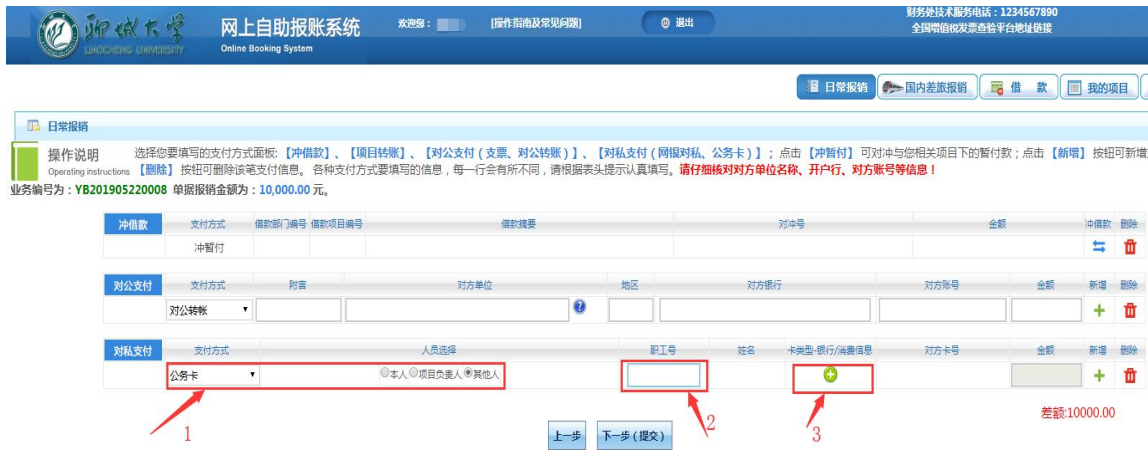 聊城大学
LIAOCHENG UNIVERSITY
网上自助报账系统
Online Booking System
欢迎您：
[操作指南及常见问题]
退出
财务处技术服务电话：1234567890
全国增值税发票查验平台地址链接
日常报销 国内差旅报销 借 款 我的项目
日常报销
操作说明
Operating instructions
选择您要填写的支付方式面板:【冲借款】、【项目转账】、【对公支付（支票、对公转账）】、【对私支付（网银对私、公务卡）】；点击【冲暂付】可对冲与您相关项目下的暂付款；点击【新增】按钮可新增
【删除】按钮可删除该笔支付信息。各种支付方式要填写的信息，每一行会有所不同，请根据表头提示认真填写。请仔细核对对方单位名称、开户行、对方账号等信息！
业务编号为：YB201905220008 单据报销金额为：10,000.00 元。
冲借款 支付方式 借款部门编号 借款项目编号 借款摘要 对冲号 金额 冲借款 删除
冲暂付
对公支付 支付方式 附言 对方单位 地区 对方银行 对方账号 金额 新增 删除
对公转帐
对私支付 支付方式 人员选择 职工号 姓名 卡类型-银行/消费信息 对方卡号 金额 新增 删除
公务卡 本人 项目负责人 其他人
差额:10000.00
1 2 3
上一步 下一步（提交）